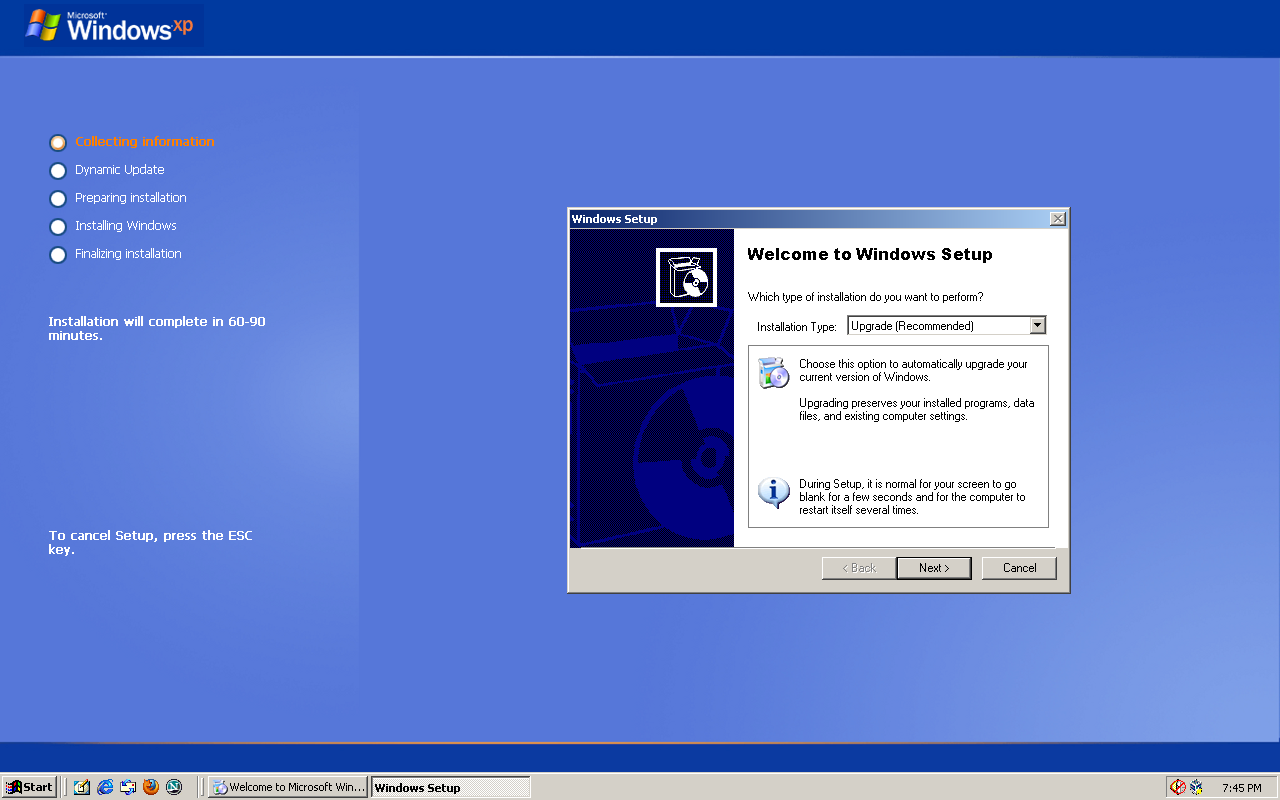 Microsoft®
Windows xp
Collecting information
Dynamic Update
Preparing installation
Installing Windows
Finalizing installation
Installation will complete in 60-90
minutes.
To cancel Setup, press the ESC
key.
Windows Setup
Welcome to Windows Setup
Which type of installation do you want to perform?
Installation Type: Upgrade (Recommended)
Choose this option to automatically upgrade your
current version of Windows.
Upgrading preserves your installed programs, data
files, and existing computer settings.
During Setup, it is normal for your screen to go
blank for a few seconds and for the computer to
restart itself several times.
< Back Next > Cancel
Start Welcome to Microsoft Win... Windows Setup 7:45 PM